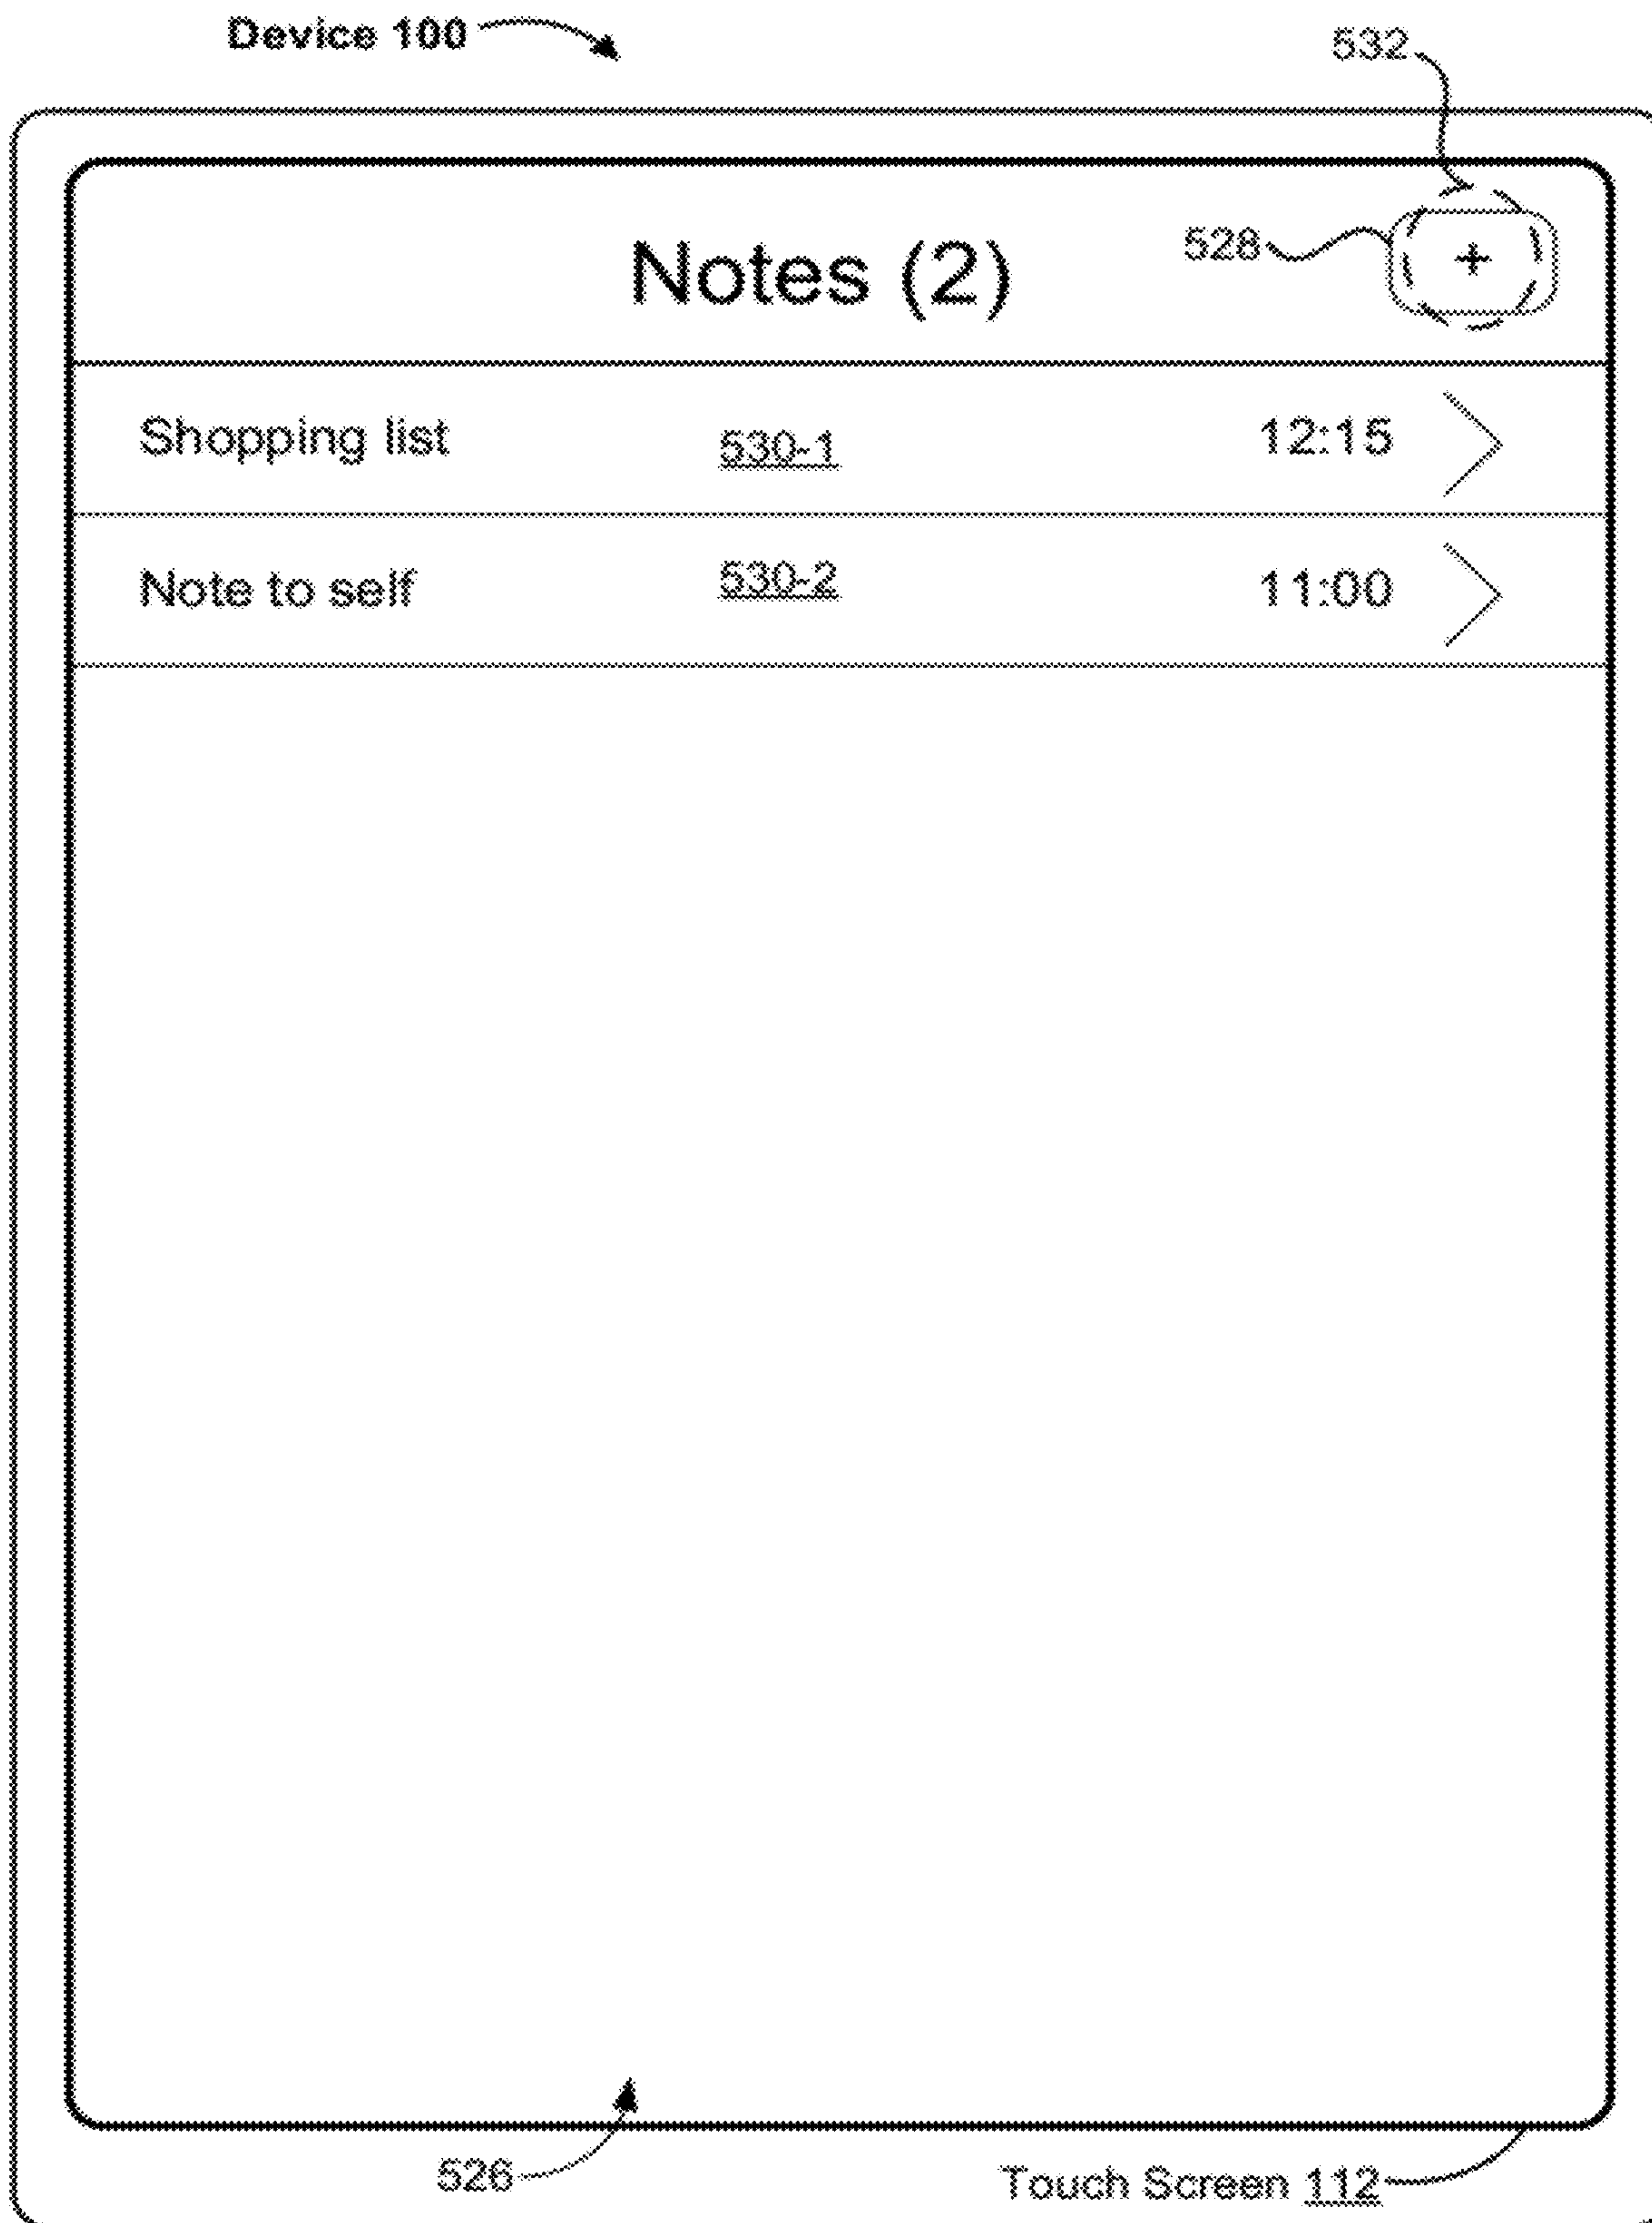 Device 100
532
Notes (2)
528
+
Shopping list 530-1 12:15
Note to self 530-2 11:00
526
Touch Screen 112